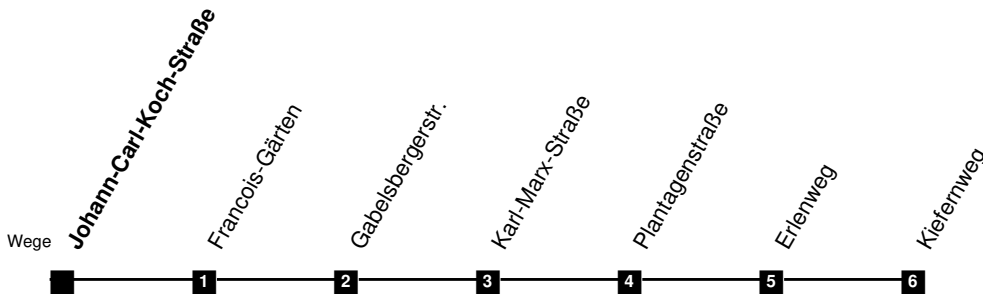 Wege
Johann-Carl-Koch-Straße
Francois-Gärten
Gabelsbergerstr.
Karl-Marx-Straße
Plantagenstraße
Erlenweg
Kiefernweg
1 2 3 4 5 6